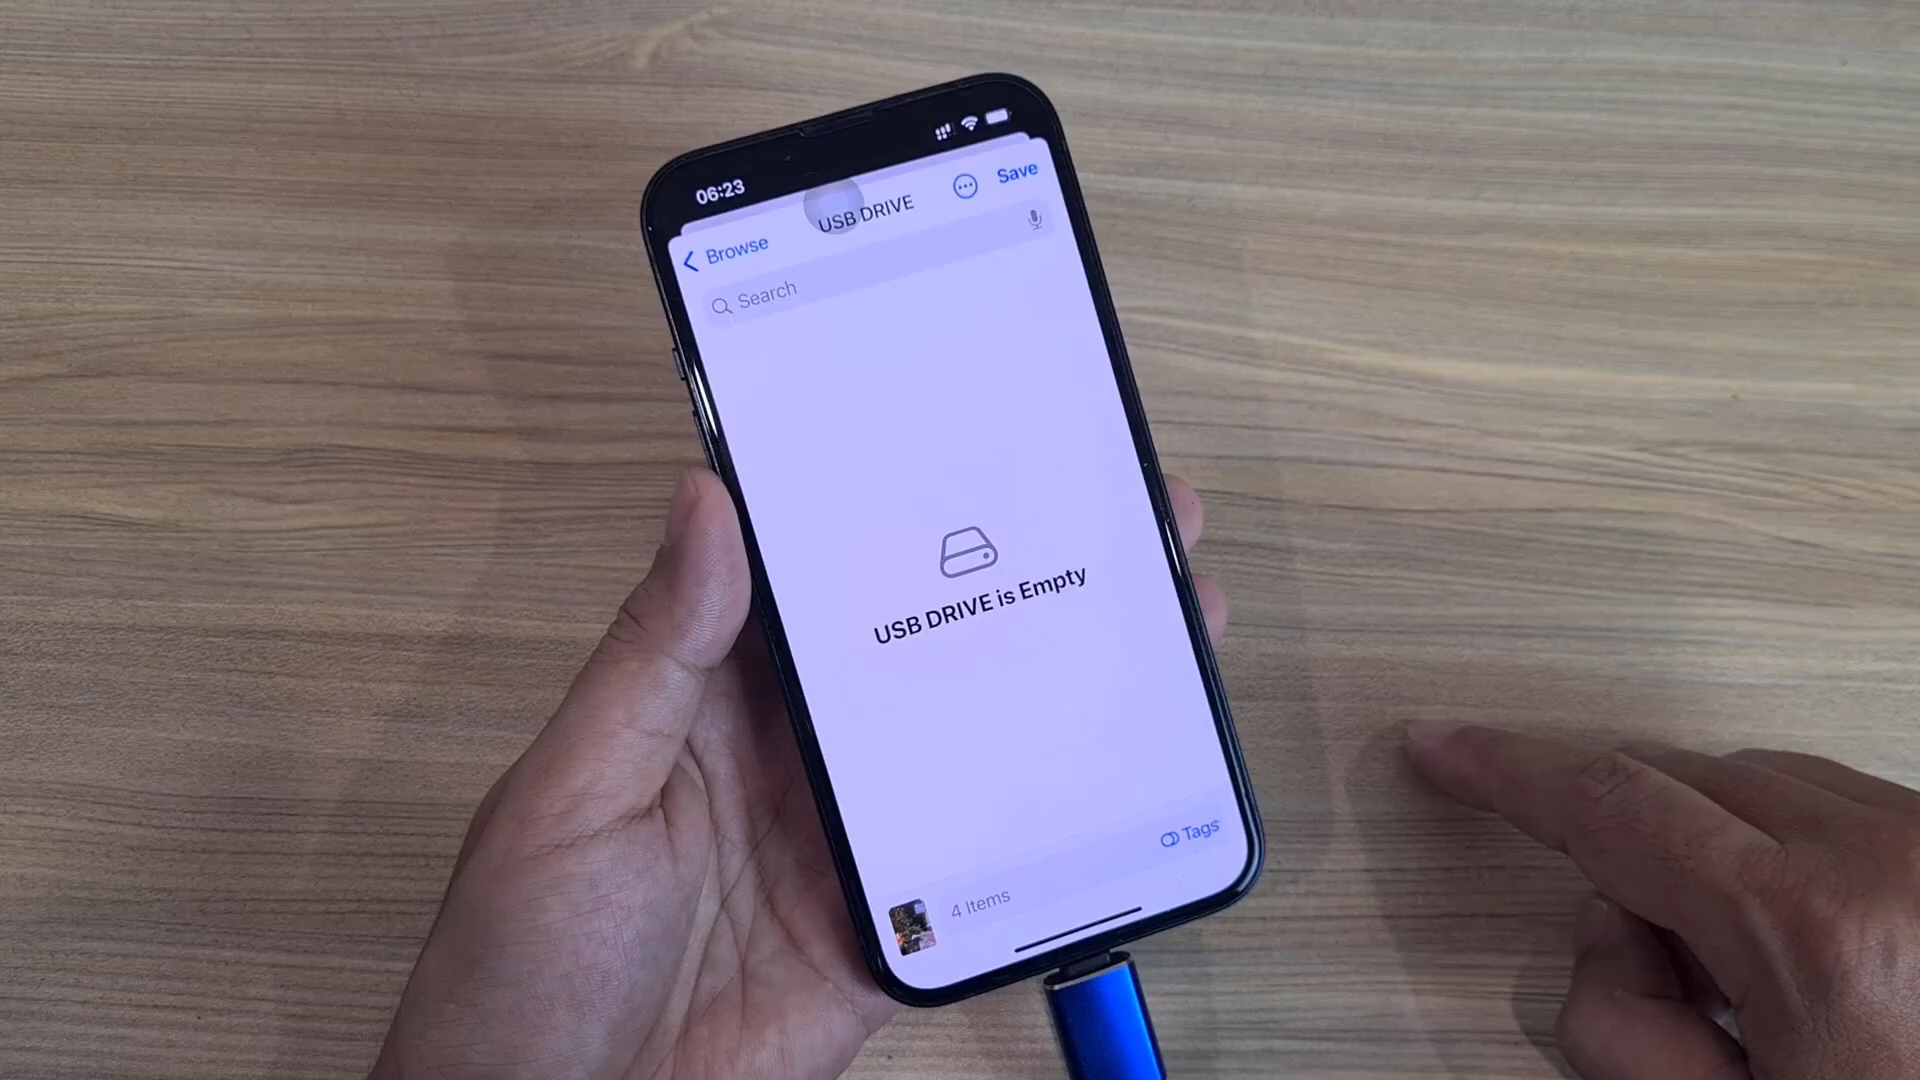 06:23
Browse
USB DRIVE
Save
Search
USB DRIVE is Empty
4 Items
Tags